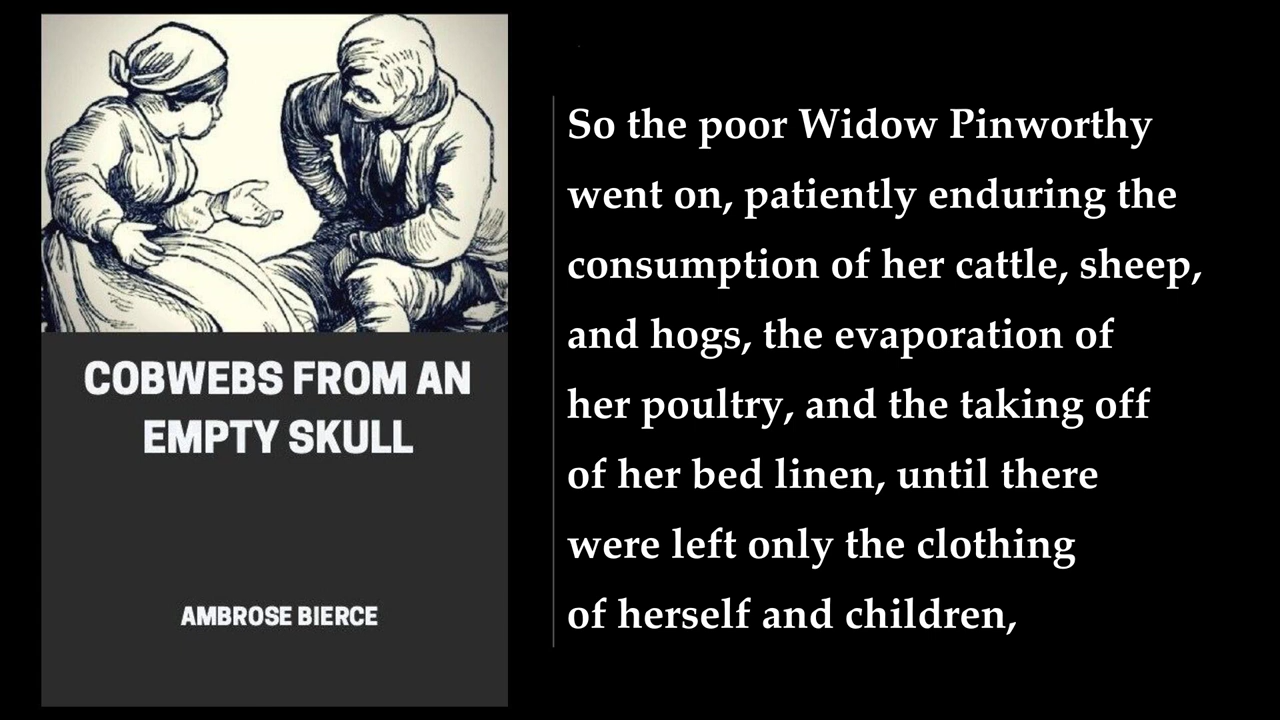 COBWEBS FROM AN
EMPTY SKULL
AMBROSE BIERCE
So the poor Widow Pinworthy
went on, patiently enduring the
consumption of her cattle, sheep,
and hogs, the evaporation of
her poultry, and the taking off
of her bed linen, until there
were left only the clothing
of herself and children,